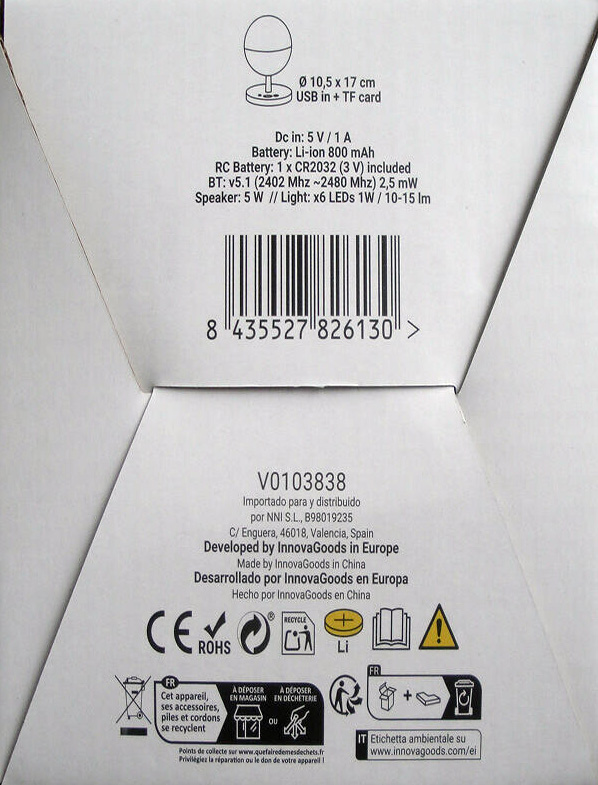 Ø 10,5 x 17 cm
USB in + TF card
Dc in: 5 V / 1 A
Battery: Li-ion 800 mAh
RC Battery: 1 x CR2032 (3 V) included
BT: v5.1 (2402 Mhz ~2480 Mhz) 2,5 mW
Speaker: 5 W // Light: x6 LEDs 1W / 10-15 lm
8 435527 826130 >
V0103838
Importado para y distribuido
por NNI S.L., B98019235
C/ Enguera, 46018, Valencia, Spain
Developed by InnovaGoods in Europe
Made by InnovaGoods in China
Desarrollado por InnovaGoods en Europa
Hecho por InnovaGoods en China
CE
ROHS
®
RECYCLE
Li
FR
Cet appareil,
ses accessoires,
piles et cordons
se recyclent
À DÉPOSER
EN MAGASIN
OU
À DÉPOSER
EN DÉCHÈTERIE
Points de collecte sur www.quefairedemesdechets.fr
Privilégiez la réparation ou le don de votre appareil !
FR
+
IT
Etichetta ambientale su
www.innovagoods.com/ei